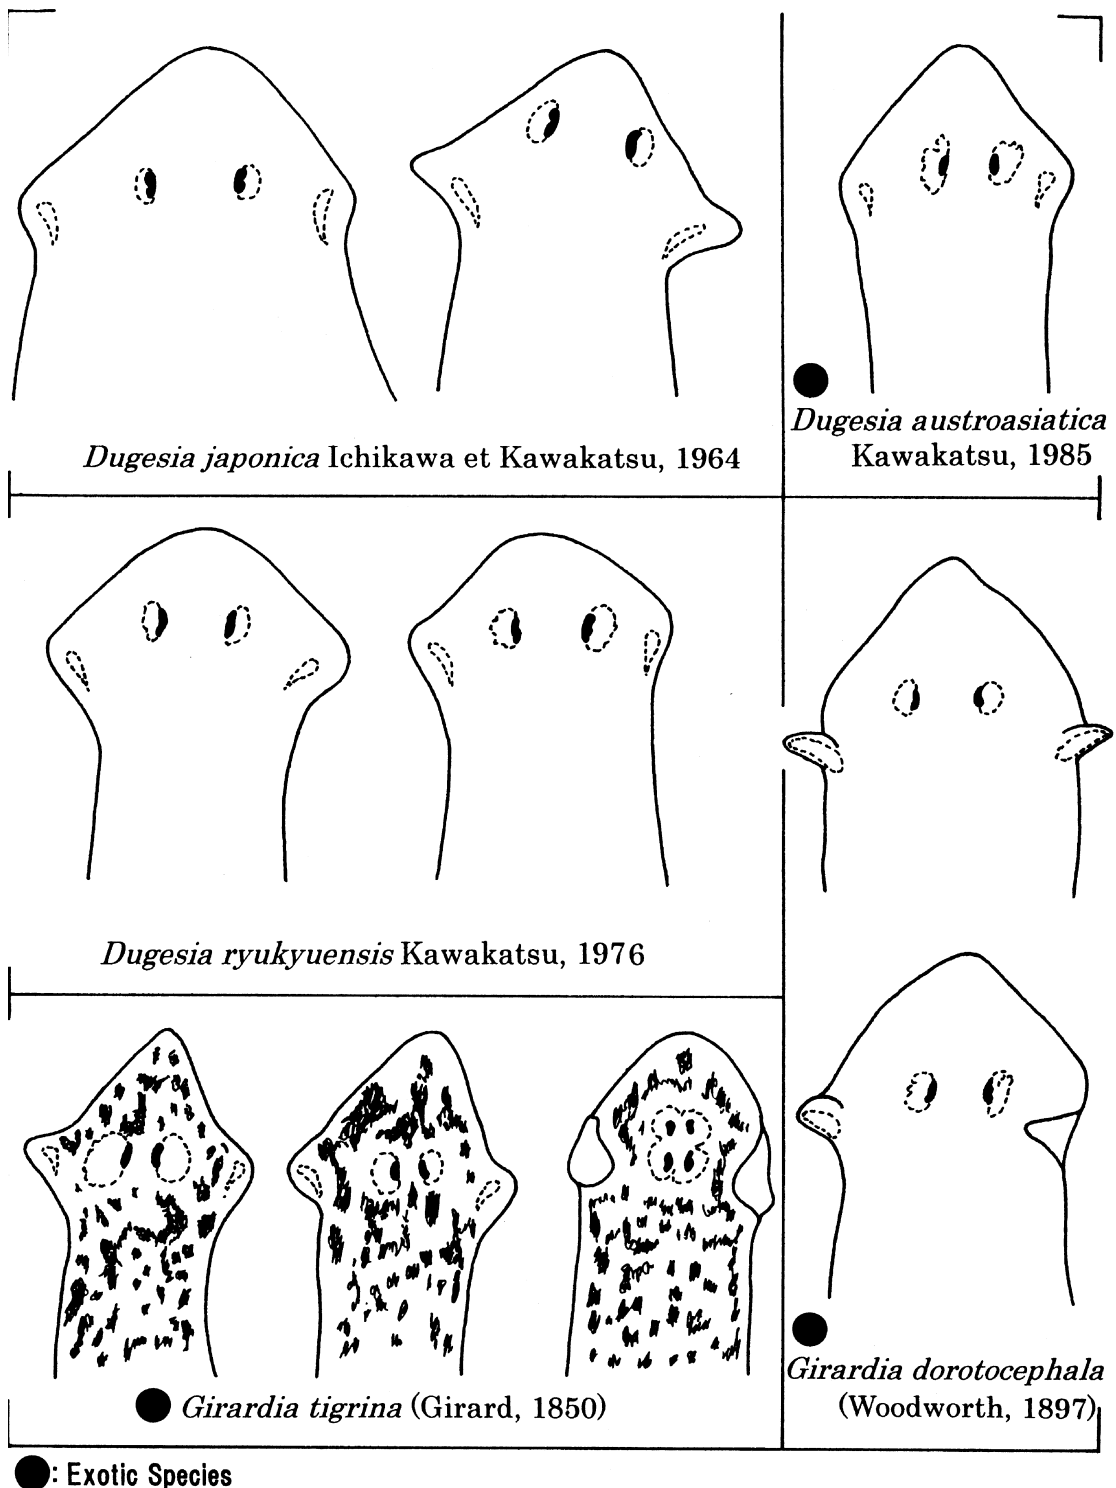 Dugesia japonica Ichikawa et Kawakatsu, 1964
Dugesia austroasiatica
Kawakatsu, 1985
Dugesia ryukyuensis Kawakatsu, 1976
Girardia tigrina (Girard, 1850)
Girardia dorotocephala
(Woodworth, 1897)
: Exotic Species